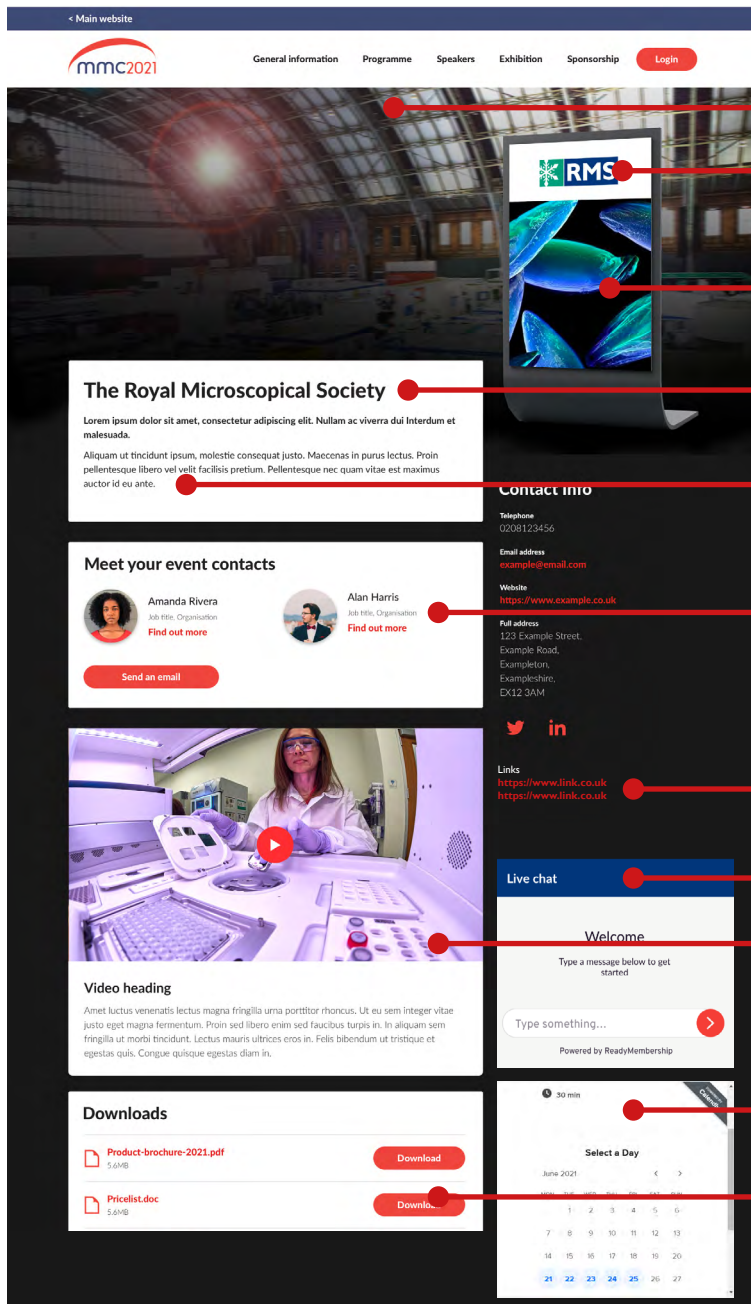 < Main website
mmc2021
General information
Programme
Speakers
Exhibition
Sponsorship
Login
RMS
The Royal Microscopical Society
Lorem ipsum dolor sit amet, consectetur adipiscing elit. Nullam ac viverra dui Interdum et
malesuada.
Aliquam ut tincidunt ipsum, molestie consequat justo. Maecenas in purus lectus. Proin
pellentesque libero vel velit facilisis pretium. Pellentesque nec quam vitae est maximus
auctor id eu ante.
Contact info
Telephone
0208123456
Email address
example@email.com
Website
https://www.example.co.uk
Full address
123 Example Street,
Example Road,
Exampleton,
Exampleshire,
EX12 3AM
Links
https://www.link.co.uk
https://www.link.co.uk
Meet your event contacts
Amanda Rivera
Job title, Organisation
Find out more
Alan Harris
Job title, Organisation
Find out more
Send an email
Video heading
Amet luctus venenatis lectus magna fringilla urna porttitor rhoncus. Ut eu sem integer vitae
justo eget magna fermentum. Proin sed libero enim sed faucibus turpis in. In aliquam sem
fringilla ut morbi tincidunt. Lectus mauris ultrices eros in. Felis bibendum ut tristique et
egestas quis. Congue quisque egestas diam in.
Live chat
Welcome
Type a message below to get
started
Type something...
Powered by ReadyMembership
Downloads
Product-brochure-2021.pdf
5.6MB
Download
Pricelist.doc
5.6MB
Download
30 min
Select a Day
June 2021 < >
1 2 3 4 5 6
7 8 9 10 11 12 13
14 15 16 17 18 19 20
21 22 23 24 25 26 27